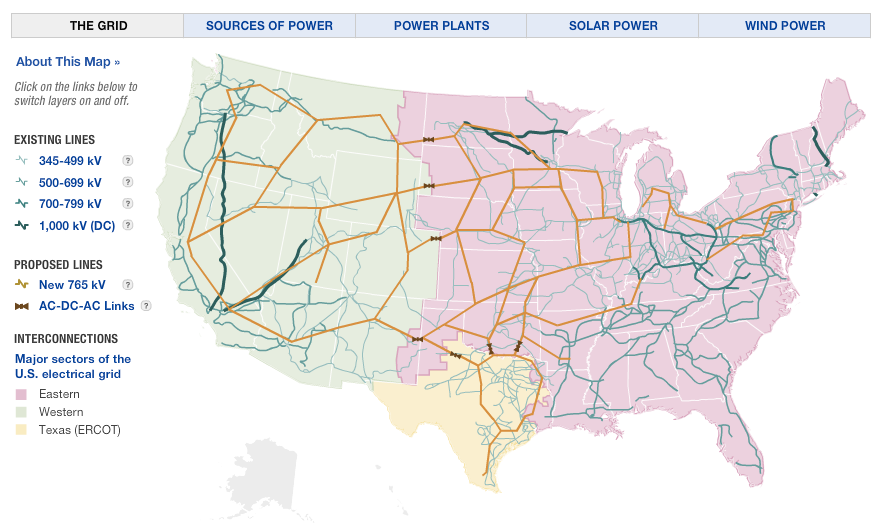 THE GRID
SOURCES OF POWER
POWER PLANTS
SOLAR POWER
WIND POWER
About This Map »
Click on the links below to
switch layers on and off.
EXISTING LINES
345-499 kV ?
500-699 kV ?
700-799 kV ?
1,000 kV (DC) ?
PROPOSED LINES
New 765 kV ?
AC-DC-AC Links ?
INTERCONNECTIONS
Major sectors of the
U.S. electrical grid
Eastern
Western
Texas (ERCOT)